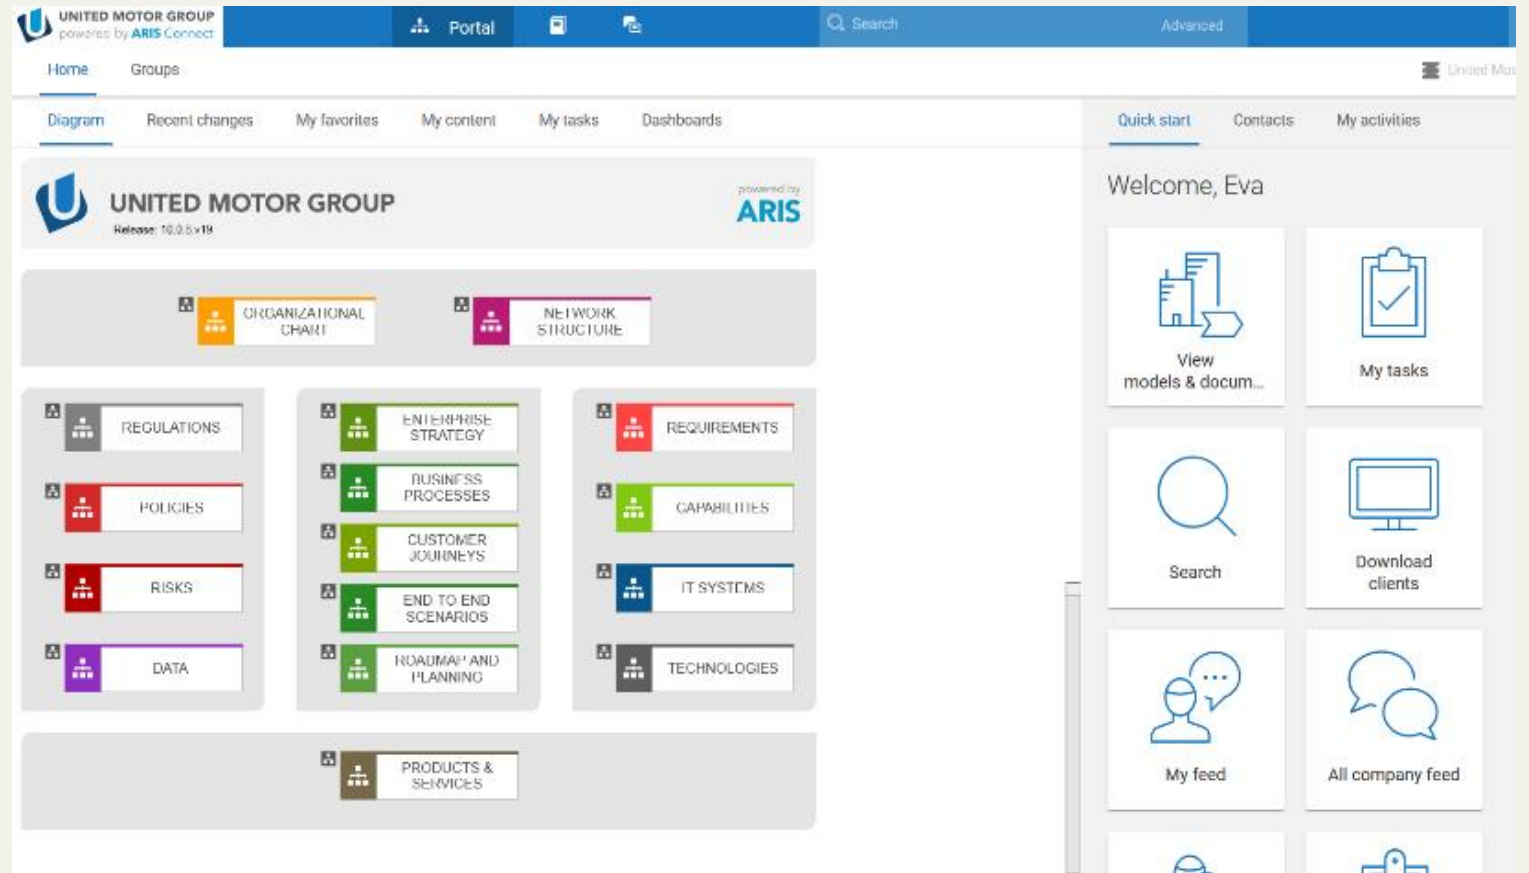 UNITED MOTOR GROUP
powered by ARIS Connect
Portal
Search
Advanced
Home
Groups
United Mot
Diagram
Recent changes
My favorites
My content
My tasks
Dashboards
Quick start
Contacts
My activities
UNITED MOTOR GROUP
powered by
ARIS
Welcome, Eva
ORGANIZATIONAL
CHART
NETWORK
STRUCTURE
View
models & docum...
My tasks
REGULATIONS
ENTERPRISE
STRATEGY
REQUIREMENTS
POLICIES
BUSINESS
PROCESSES
CAPABILITIES
CUSTOMER
JOURNEYS
RISKS
END TO END
SCENARIOS
IT SYSTEMS
Search
Download
clients
DATA
ROADMAP AND
PLANNING
TECHNOLOGIES
PRODUCTS &
SERVICES
My feed
All company feed